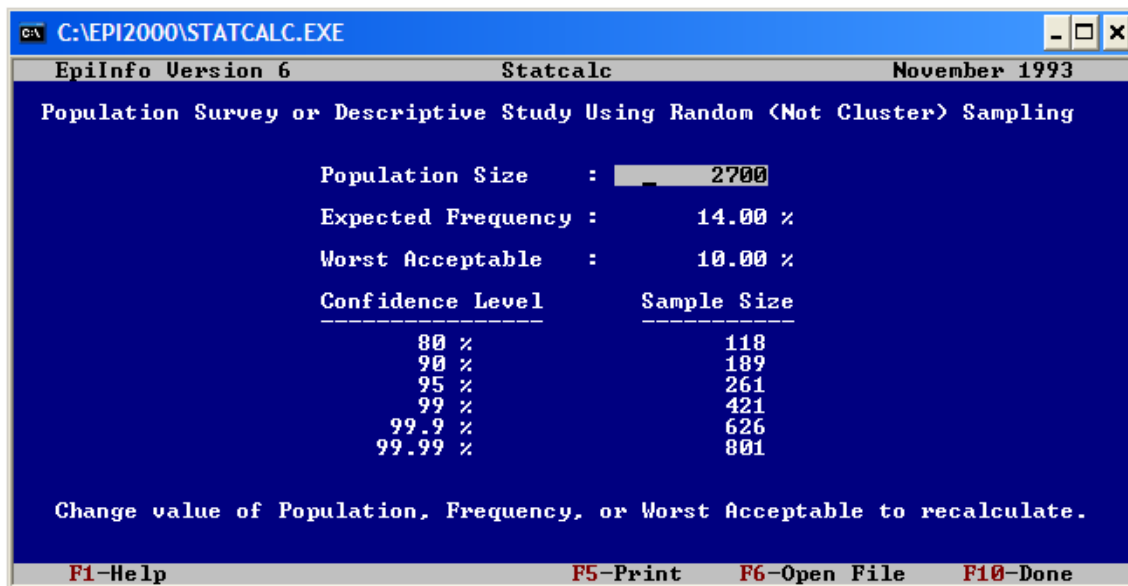 C:\EPI2000\STATCALC.EXE
EpiInfo Version 6 Statcalc November 1993
Population Survey or Descriptive Study Using Random (Not Cluster) Sampling
Population Size : _ 2700
Expected Frequency : 14.00 %
Worst Acceptable : 10.00 %
Confidence Level Sample Size
80 % 118
90 % 189
95 % 261
99 % 421
99.9 % 626
99.99 % 801
Change value of Population, Frequency, or Worst Acceptable to recalculate.
F1-Help F5-Print F6-Open File F10-Done